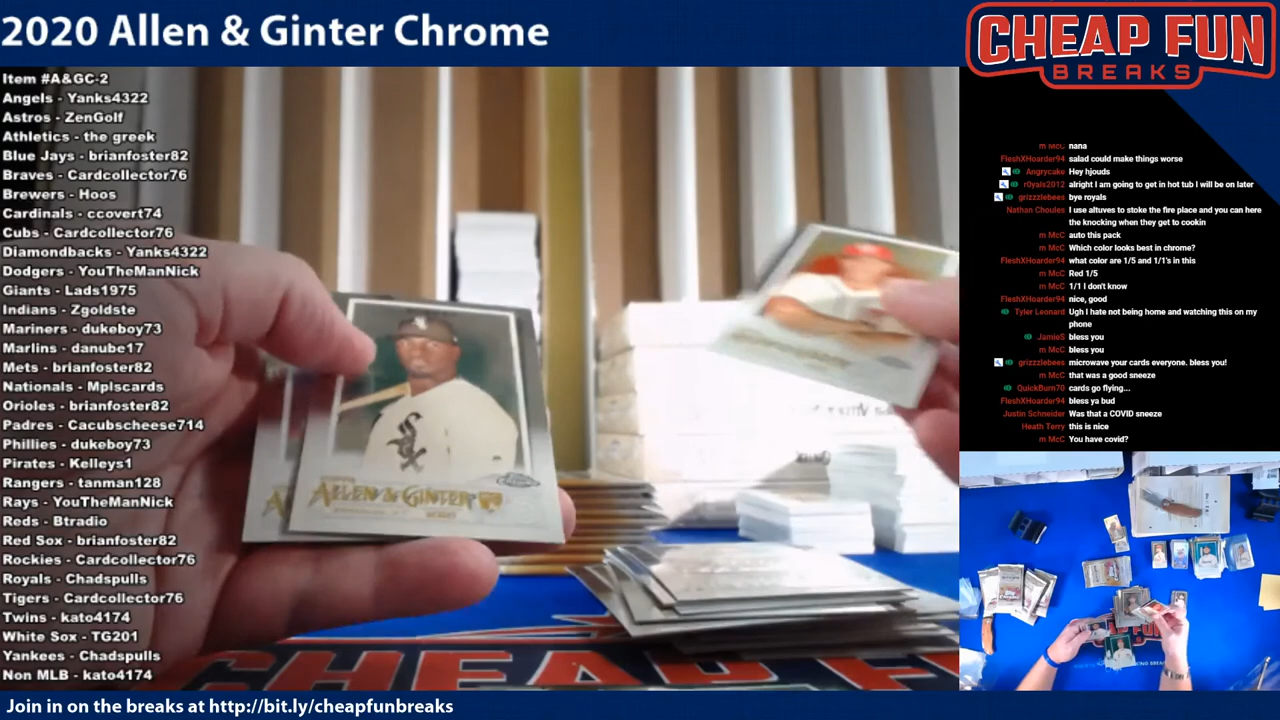 2020 Allen & Ginter Chrome
Item #A&GC-2
Angels - Yanks4322
Astros - ZenGolf
Athletics - the greek
Blue Jays - brianfoster82
Braves - Cardcollector76
Brewers - Hoos
Cardinals - ccovert74
Cubs - Cardcollector76
Diamondbacks - Yanks4322
Dodgers - YouTheManNick
Giants - Lads1975
Indians - Zgoldste
Mariners - dukeboy73
Marlins - danube17
Mets - brianfoster82
Nationals - Mplscards
Orioles - brianfoster82
Padres - Cacubscheese714
Phillies - dukeboy73
Pirates - Kelleys1
Rangers - tanman128
Rays - YouTheManNick
Reds - Btradio
Red Sox - brianfoster82
Rockies - Cardcollector76
Royals - Chadspulls
Tigers - Cardcollector76
Twins - kato4174
White Sox - TG201
Yankees - Chadspulls
Non MLB - kato4174
ALLEN & GINTER
CHEAP
Join in on the breaks at http://bit.ly/cheapfunbreaks
CHEAP FUN
BREAKS
m McC nana
FleshXHoarder94 salad could make things worse
Angrycake Hey hjouds
r0yals2012 alright I am going to get in hot tub I will be on later
grizzzlebees bye royals
Nathan Choules I use altuves to stoke the fire place and you can here
the knocking when they get to cookin
m McC auto this pack
m McC Which color looks best in chrome?
FleshXHoarder94 what color are 1/5 and 1/1's in this
m McC Red 1/5
m McC 1/1 I don't know
FleshXHoarder94 nice, good
Tyler Leonard Ugh I hate not being home and watching this on my
phone
JamieS bless you
m McC bless you
grizzzlebees microwave your cards everyone. bless you!
m McC that was a good sneeze
QuickBurn70 cards go flying...
FleshXHoarder94 bless ya bud
Justin Schneider Was that a COVID sneeze
Heath Terry this is nice
m McC You have covid?